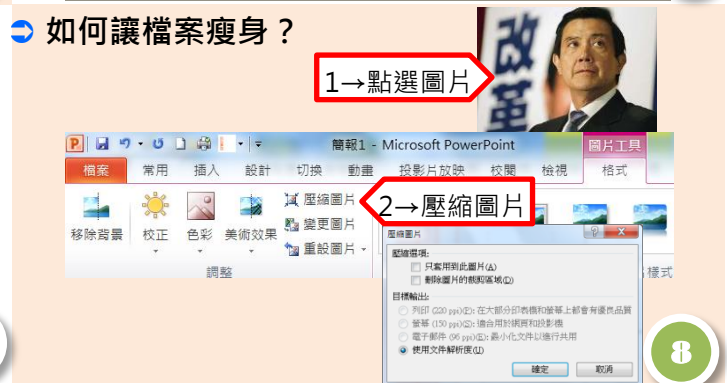 如何讓檔案瘦身？
改革
1→點選圖片
簡報1 - Microsoft PowerPoint
圖片工具
檔案 常用 插入 設計 切換 動畫 投影片放映 校閱 檢視 格式
移除背景 校正 色彩 美術效果
壓縮圖片
變更圖片
重設圖片
調整
樣式
2→壓縮圖片
壓縮圖片
壓縮選項:
只套用到此圖片(A)
刪除圖片的裁剪區域(D)
目標輸出:
列印 (220 ppi)(P): 在大部分印表機和螢幕上都會有優良品質
螢幕 (150 ppi)(S): 適合用於網頁和投影機
電子郵件 (96 ppi)(E): 最小化文件以進行共用
使用文件解析度(U)
確定 取消
8